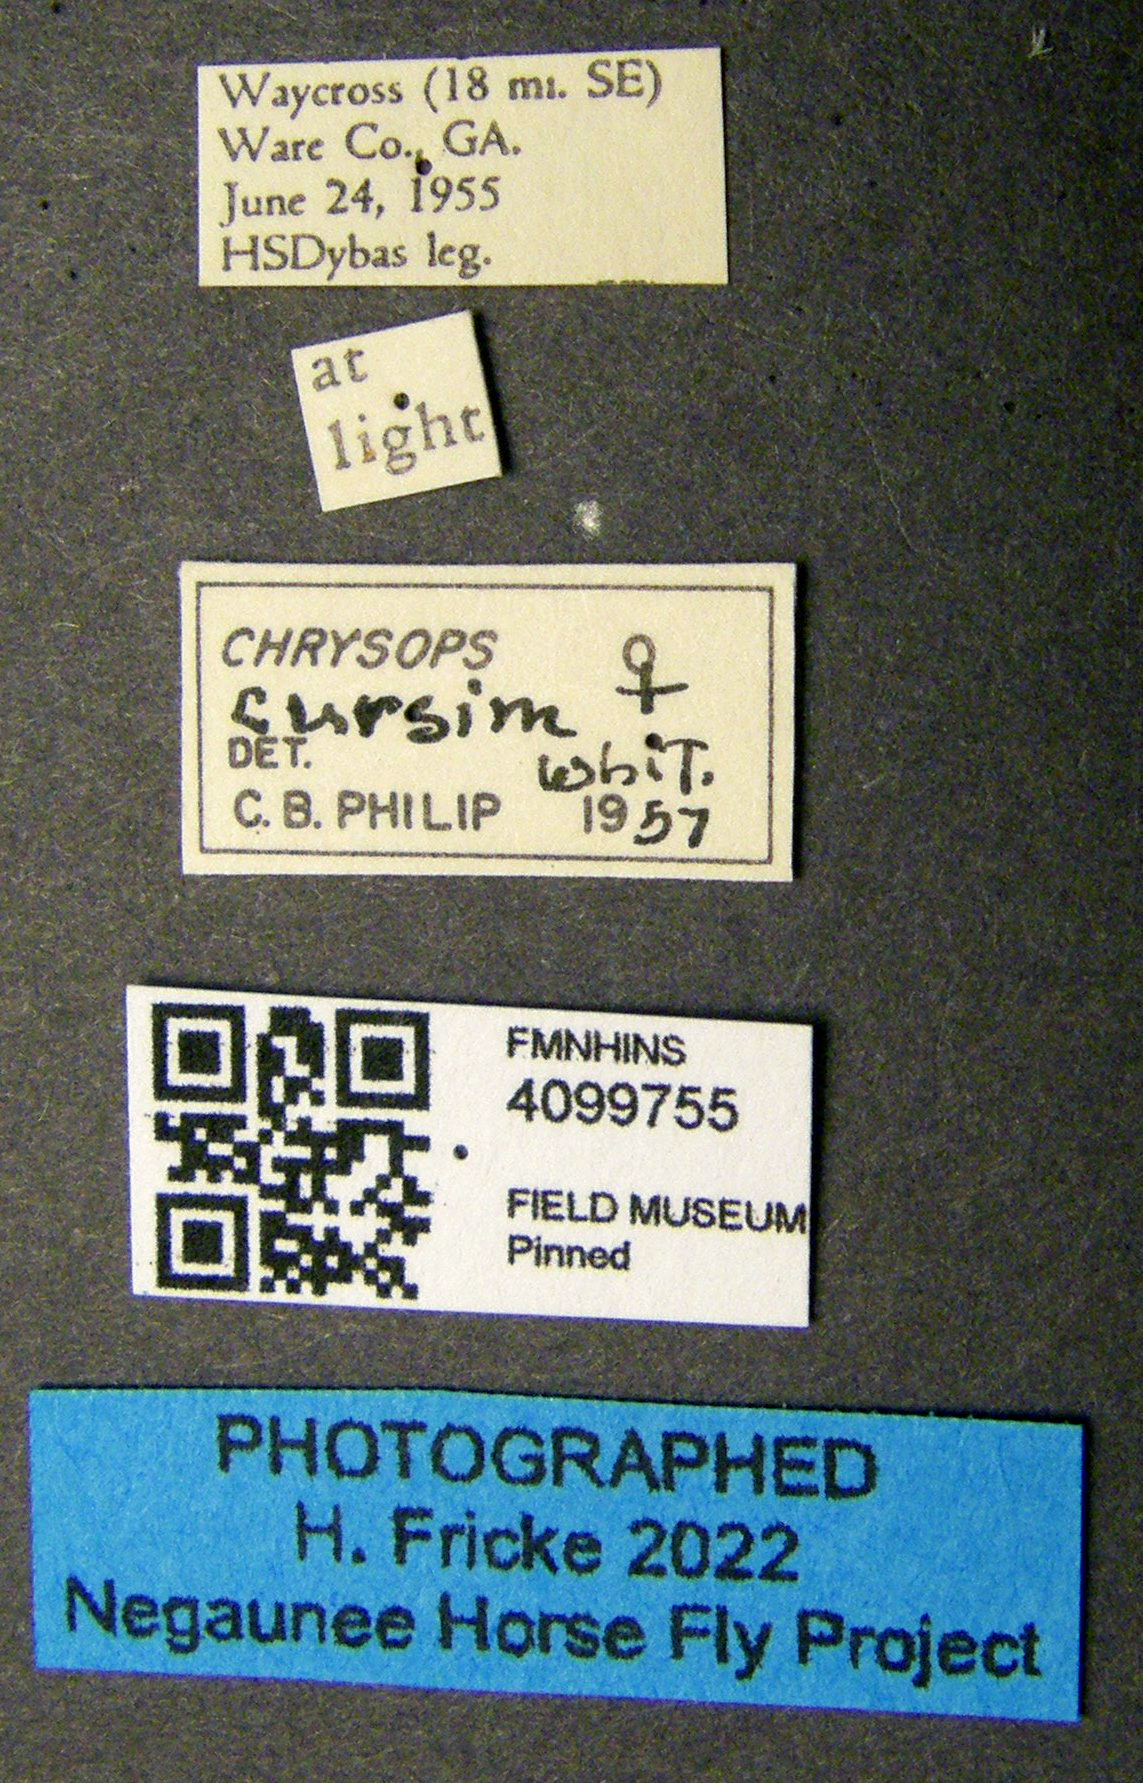 Waycross (18 mi. SE)
Ware Co., GA.
June 24, 1955
HSDybas leg.
at
light
CHRYSOPS ♀
cursim
DET. whit.
C. B. PHILIP 1957
FMNHINS
4099755
FIELD MUSEUM
Pinned
PHOTOGRAPHED
H. Fricke 2022
Negaunee Horse Fly Project